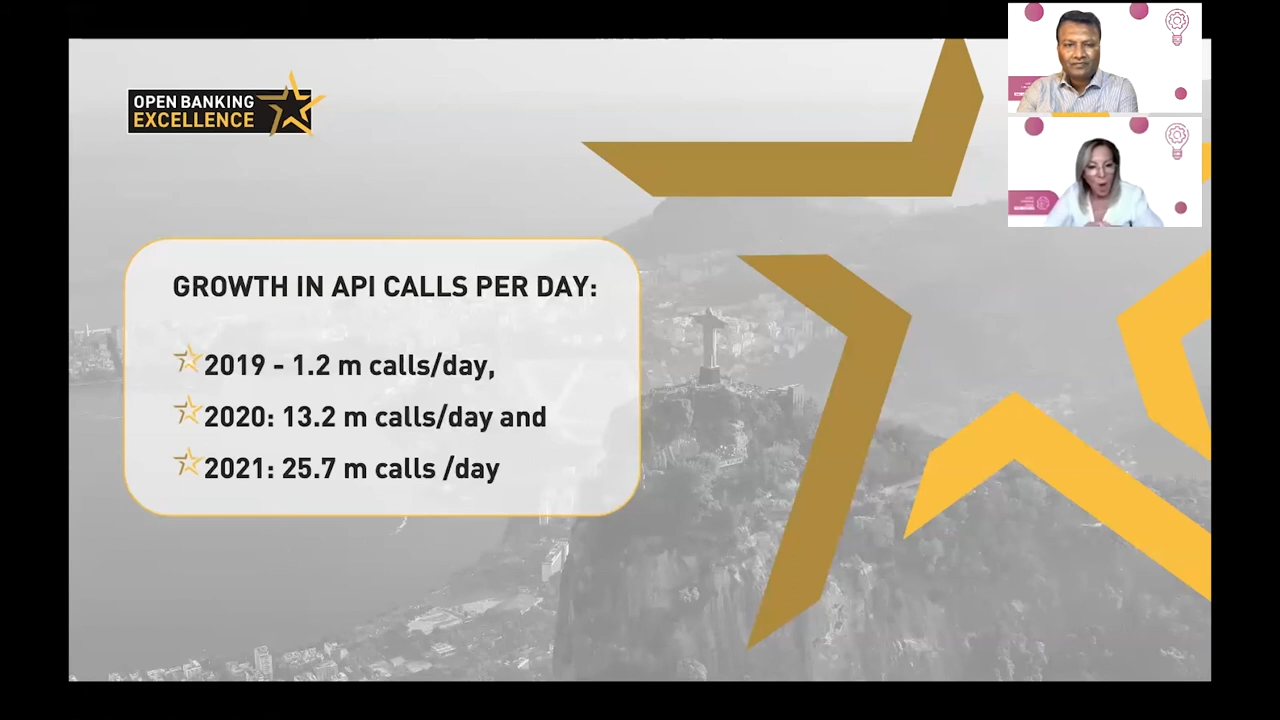 OPEN BANKING
EXCELLENCE
GROWTH IN API CALLS PER DAY:
2019 - 1.2 m calls/day,
2020: 13.2 m calls/day and
2021: 25.7 m calls /day